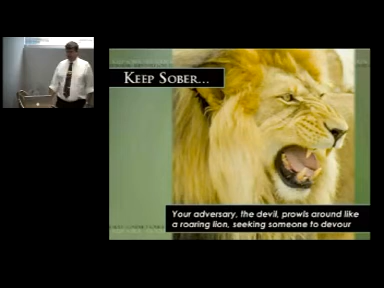 KEEP SOBER...
Your adversary, the devil, prowls around like
a roaring lion, seeking someone to devour